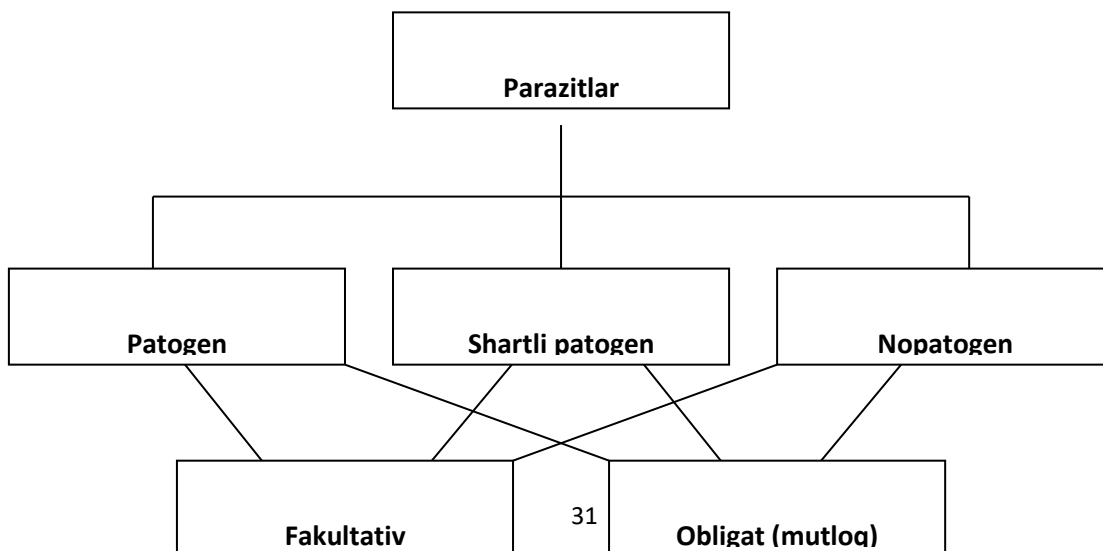 Parazitlar
Patogen
Shartli patogen
Nopatogen
31
Fakultativ
Obligat (mutloq)